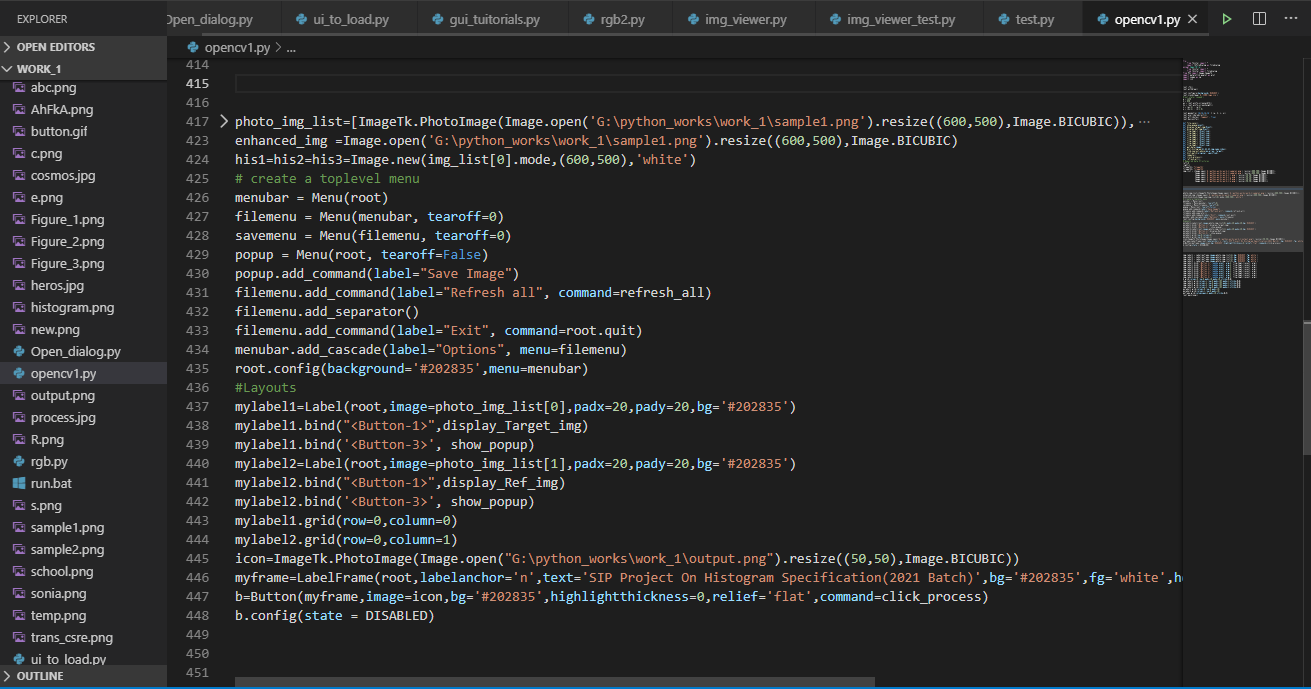 EXPLORER
Open_dialog.py ui_to_load.py gui_tuitorials.py rgb2.py img_viewer.py img_viewer_test.py test.py opencv1.py
OPEN EDITORS
WORK_1
abc.png
AhFkA.png
button.gif
c.png
cosmos.jpg
e.png
Figure_1.png
Figure_2.png
Figure_3.png
heros.jpg
histogram.png
new.png
Open_dialog.py
opencv1.py
output.png
process.jpg
R.png
rgb.py
run.bat
s.png
sample1.png
sample2.png
school.png
sonia.png
temp.png
trans_csre.png
ui_to_load.py
OUTLINE
opencv1.py > ...
414
415
416
417 photo_img_list=[ImageTk.PhotoImage(Image.open('G:\python_works\work_1\sample1.png').resize((600,500),Image.BICUBIC)), ...
423 enhanced_img =Image.open('G:\python_works\work_1\sample1.png').resize((600,500),Image.BICUBIC)
424 his1=his2=his3=Image.new(img_list[0].mode,(600,500),'white')
425 # create a toplevel menu
426 menubar = Menu(root)
427 filemenu = Menu(menubar, tearoff=0)
428 savemenu = Menu(filemenu, tearoff=0)
429 popup = Menu(root, tearoff=False)
430 popup.add_command(label="Save Image")
431 filemenu.add_command(label="Refresh all", command=refresh_all)
432 filemenu.add_separator()
433 filemenu.add_command(label="Exit", command=root.quit)
434 menubar.add_cascade(label="Options", menu=filemenu)
435 root.config(background='#202835',menu=menubar)
436 #Layouts
437 mylabel1=Label(root,image=photo_img_list[0],padx=20,pady=20,bg='#202835')
438 mylabel1.bind("<Button-1>",display_Target_img)
439 mylabel1.bind('<Button-3>', show_popup)
440 mylabel2=Label(root,image=photo_img_list[1],padx=20,pady=20,bg='#202835')
441 mylabel2.bind("<Button-1>",display_Ref_img)
442 mylabel2.bind('<Button-3>', show_popup)
443 mylabel1.grid(row=0,column=0)
444 mylabel2.grid(row=0,column=1)
445 icon=ImageTk.PhotoImage(Image.open("G:\python_works\work_1\output.png").resize((50,50),Image.BICUBIC))
446 myframe=LabelFrame(root,labelanchor='n',text='SIP Project On Histogram Specification(2021 Batch)',bg='#202835',fg='white',h
447 b=Button(myframe,image=icon,bg='#202835',highlightthickness=0,relief='flat',command=click_process)
448 b.config(state = DISABLED)
449
450
451